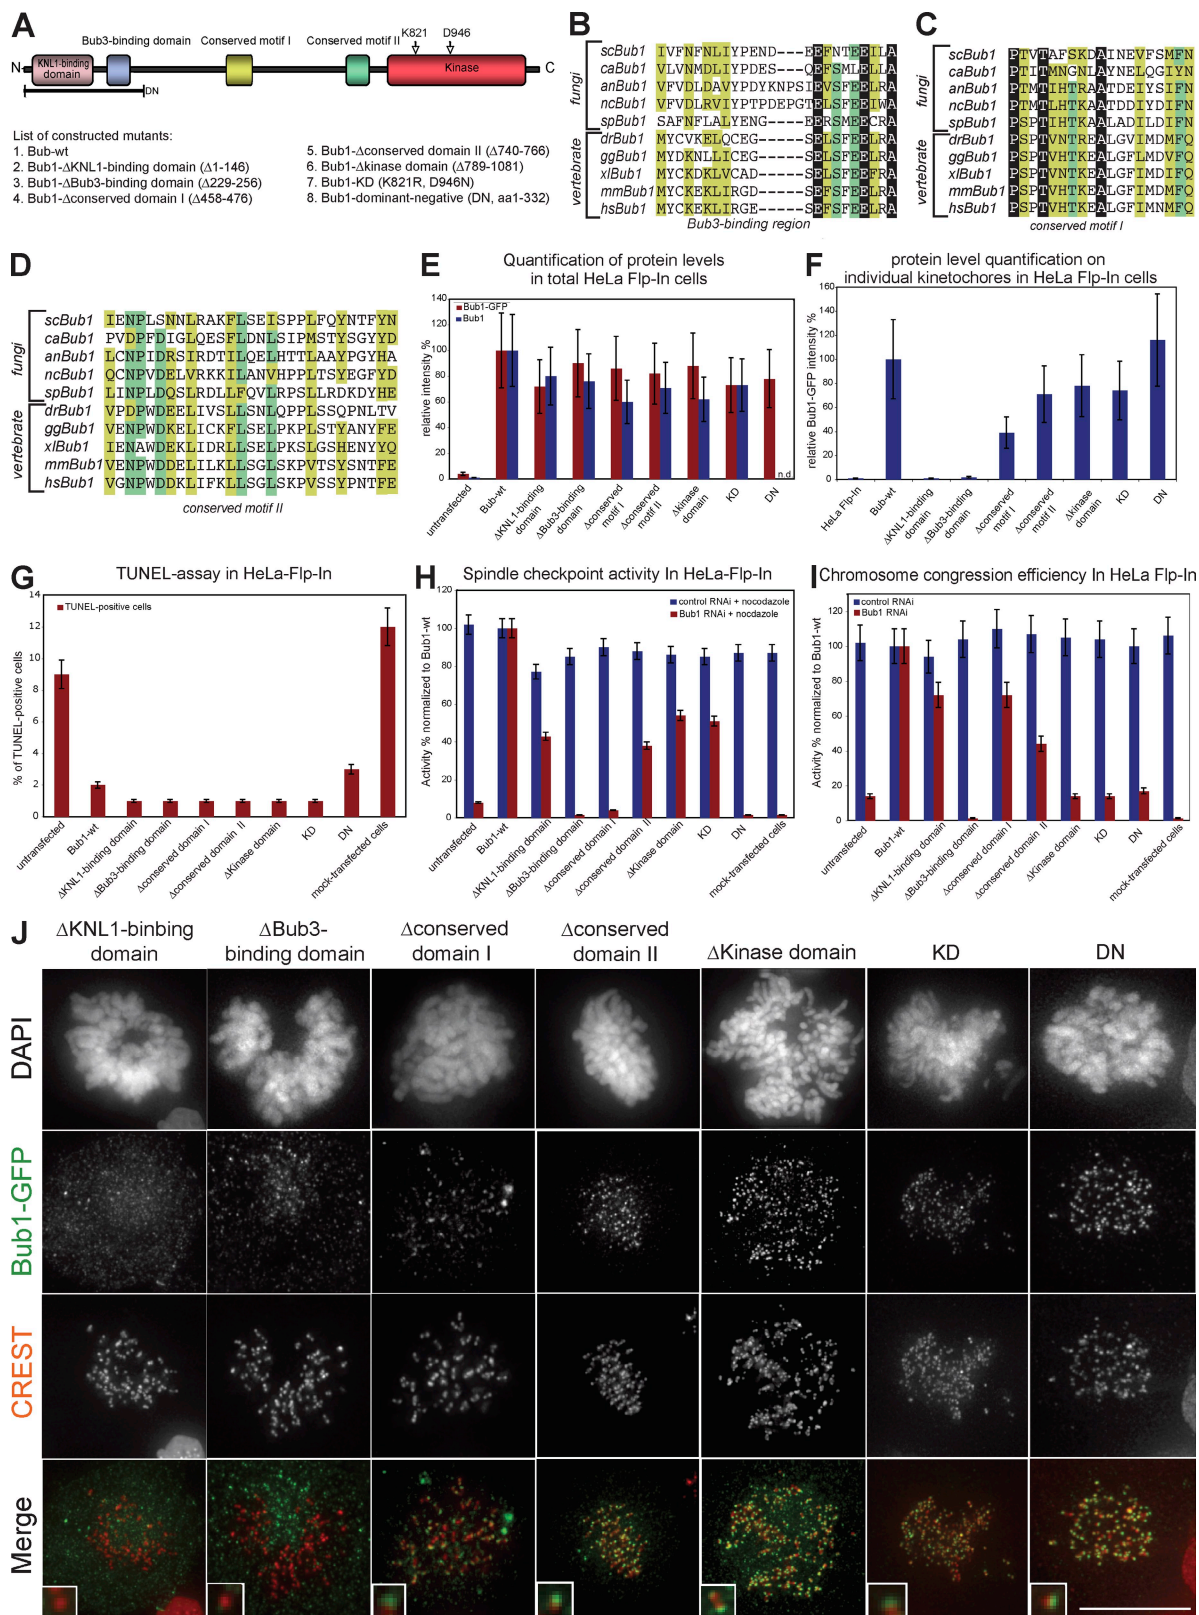 A
K821
D946
Bub3-binding domain
Conserved motif I
Conserved motif II
N
KNL1-binding
domain
Kinase
C
DN
List of constructed mutants:
1. Bub-wt
2. Bub1-ΔKNL1-binding domain (Δ1-146)
3. Bub1-ΔBub3-binding domain (Δ229-256)
4. Bub1-Δconserved domain I (Δ458-476)
5. Bub1-Δconserved domain II (Δ740-766)
6. Bub1-Δkinase domain (Δ789-1081)
7. Bub1-KD (K821R, D946N)
8. Bub1-dominant-negative (DN, aa1-332)
B
fungi
vertebrate
scBub1 IVFNFNLIYPEND----EEFNTEEILA
caBub1 VLVNMDLIYPDES----QEFSMLELLA
anBub1 VFVDLDAVYPDYKNPSIELSFEELRA
ncBub1 VFVDLRVIYPTPDEPGTELSFEEIWA
spBub1 SAFNFLALYENG-----EERSMEECRA
drBub1 MYCVKELQCEG------EELSFEELRA
ggBub1 MYDKNLLICEG------EEFSFEELRA
xlBub1 MYCKDKLVCAD------SELSFEELRA
mmBub1 MYCKEKLIRGE------SEFSFEELRA
hsBub1 MYCKEKLIRGE------SEFSFEELRA
Bub3-binding region
C
fungi
vertebrate
scBub1 PTVTAFSKDAINEVFSMFN
caBub1 PTITMNGNLAYNELQGIYN
anBub1 PTMTIHTRAATDEIYSIFN
ncBub1 PTMTLHTKAATDDIYDIFN
spBub1 PSPTIHTKAALADILDIFN
drBub1 PSPTVHTREALGVIMDMFQ
ggBub1 PSPTVHTKEALGFLMDVFQ
xlBub1 PSPTVHTKEALGFIMDIFQ
mmBub1 PSPTVHTKEALGFIMNMFQ
hsBub1 PSPTVHTKEALGFIMNMFQ
conserved motif I
D
fungi
vertebrate
scBub1 IENPLSNNLRAKFLSEISPPLFQYNTFYN
caBub1 PVDPFDIGLQESFLDNLSIPMSTYSGYYD
anBub1 LCNPIDRSIRDTILQELHTTLAAYPGYHA
ncBub1 QCNPVDELVRKKILANVHPPLTSYEGYRD
spBub1 LINPLDQSLRDLLFQVLRPSLLRDKDYHE
drBub1 VPDPWDEELIVSLLSNLQPPLSSQPNLTV
ggBub1 VENPWDKELICKFLSELPKPLSTYANYFE
xlBub1 IENAWDEKLIDRLLSELPKSLGSYHENYYQ
mmBub1 VENPWDDELILKLLSGLSKPVTSYSNTFE
hsBub1 VGNPWDDKLIFKLLSGLSKPVSSYPNTFE
conserved motif II
E
Quantification of protein levels
in total HeLa Flp-In cells
relative intensity %
140
120
100
80
60
40
20
0
Bub1-GFP
Bub1
n.d
untransfected
Bub-wt
ΔKNL1-binding domain
ΔBub3-binding domain
Δconserved motif I
Δconserved motif II
Δkinase domain
KD
DN
F
protein level quantification on
individual kinetochores in HeLa Flp-In cells
relative Bub1-GFP intensity %
160
140
120
100
80
60
40
20
0
HeLa Flp-In
Bub-wt
ΔKNL1-binding domain
ΔBub3-binding domain
Δconserved motif I
Δconserved motif II
Δkinase domain
KD
DN
G
TUNEL-assay in HeLa-Flp-In
% of TUNEL-positive cells
14
12
10
8
6
4
2
0
TUNEL-positive cells
untransfected
Bub1-wt
ΔKNL1-binding domain
ΔBub3-binding domain
Δconserved domain I
Δconserved domain II
ΔKinase domain
KD
DN
mock-transfected cells
H
Spindle checkpoint activity In HeLa-Flp-In
Activity % normalized to Bub1-wt
120
100
80
60
40
20
0
control RNAi + nocodazole
Bub1 RNAi + nocdazole
untransfected
Bub1-wt
ΔKNL1-binding domain
ΔBub3-binding domain
Δconserved domain I
Δconserved domain II
ΔKinase domain
KD
DN
mock-transfected cells
I
Chromosome congression efficiency In HeLa Flp-In
Activity % normalized to Bub1-wt
120
100
80
60
40
20
0
control RNAi
Bub1 RNAi
untransfected
Bub1-wt
ΔKNL1-binding domain
ΔBub3-binding domain
Δconserved domain I
Δconserved domain II
ΔKinase domain
KD
DN
mock-transfected cells
J
ΔKNL1-binbing
domain
ΔBub3-
binding domain
Δconserved
domain I
Δconserved
domain II
ΔKinase domain
KD
DN
DAPI
Bub1-GFP
CREST
Merge